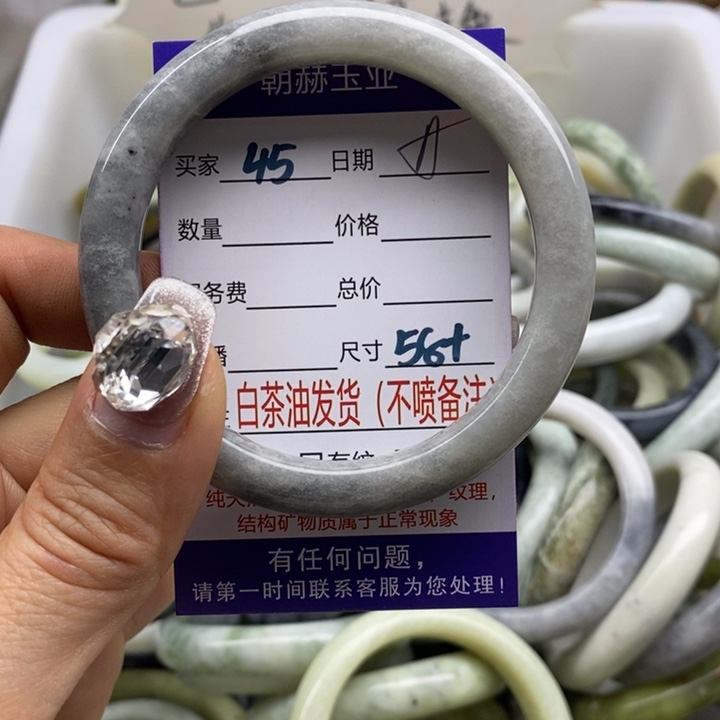 朝赫玉业
买家 45 日期
数量 价格
务费 总价
播 尺寸 56+
白茶油发货（不喷备注）
有纹
纯天 纹理，
结构矿物质属于正常现象
有任何问题，
请第一时间联系客服为您处理！